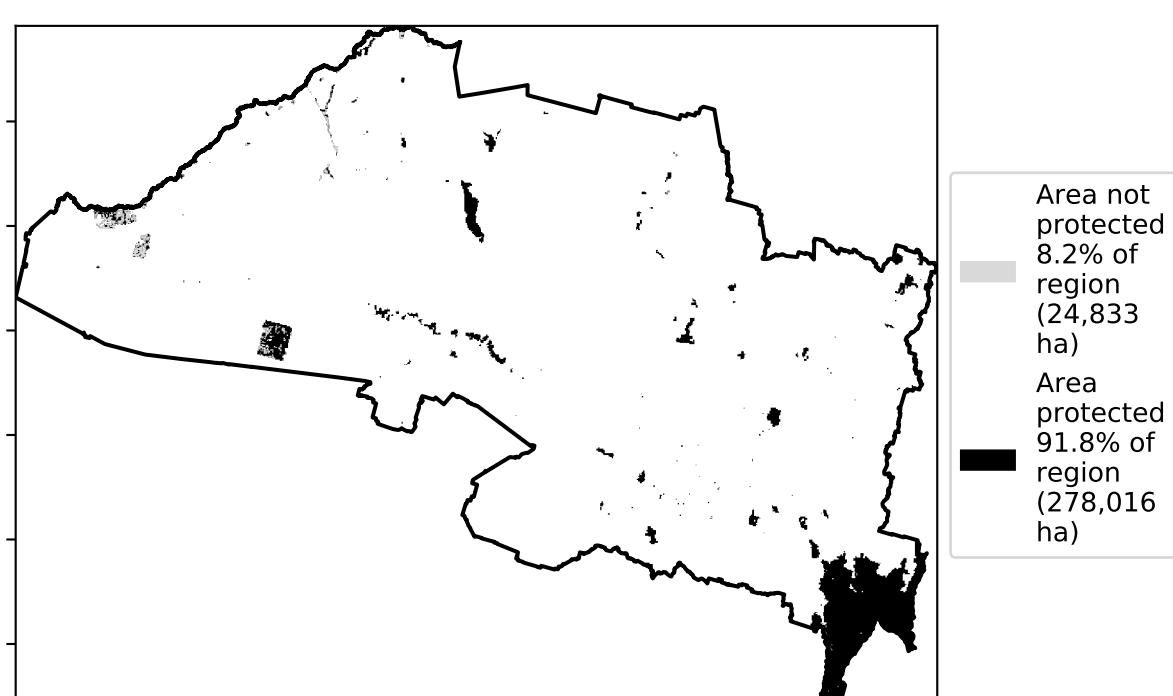 Area not
protected
8.2% of
region
(24,833
ha)
Area
protected
91.8% of
region
(278,016
ha)